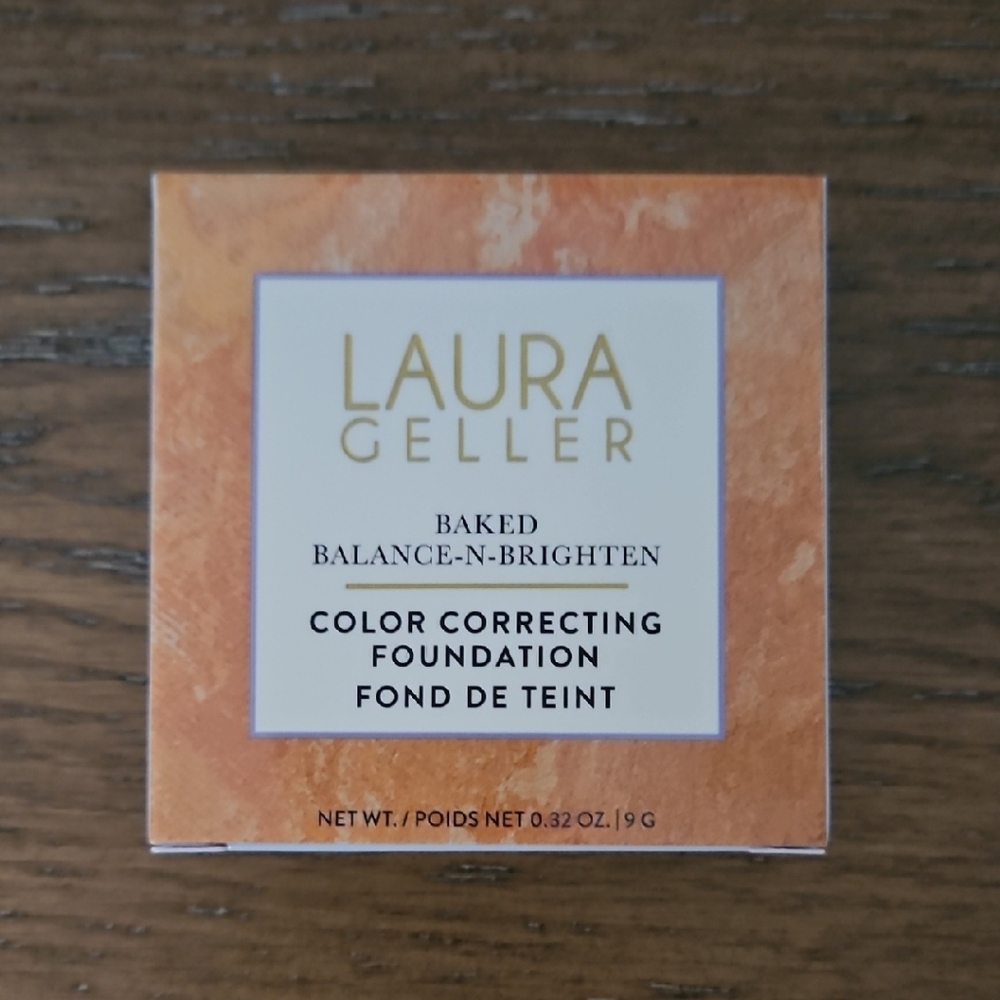 LAURA
GELLER
BAKED
BALANCE-N-BRIGHTEN
COLOR CORRECTING
FOUNDATION
FOND DE TEINT
NET WT. / POIDS NET 0.32 OZ. | 9 G